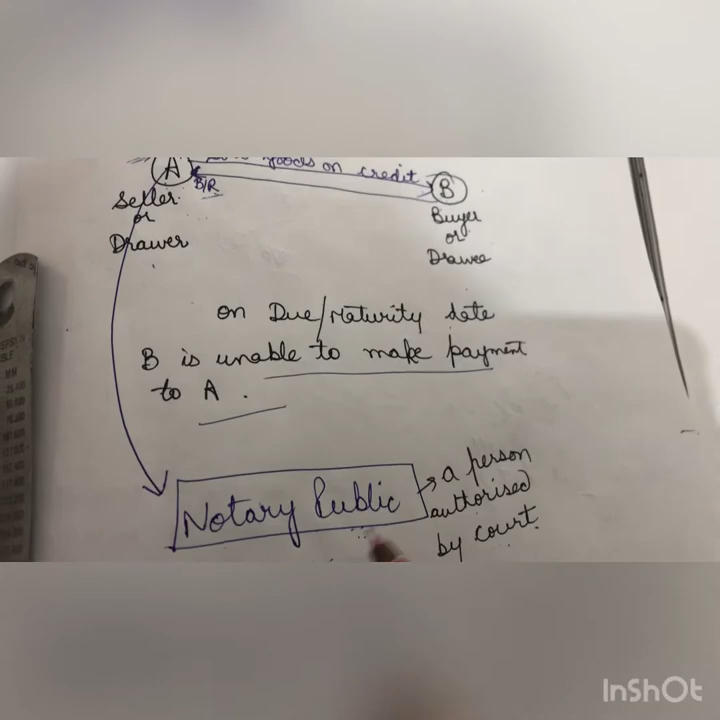 A
goods on credit
B/R
B
Seller
or
Drawer
Buyer
or
Drawee
on Due/Maturity date
B is unable to make payment
to A.
Notary Public
a person
authorised
by court.
MM
InShOt